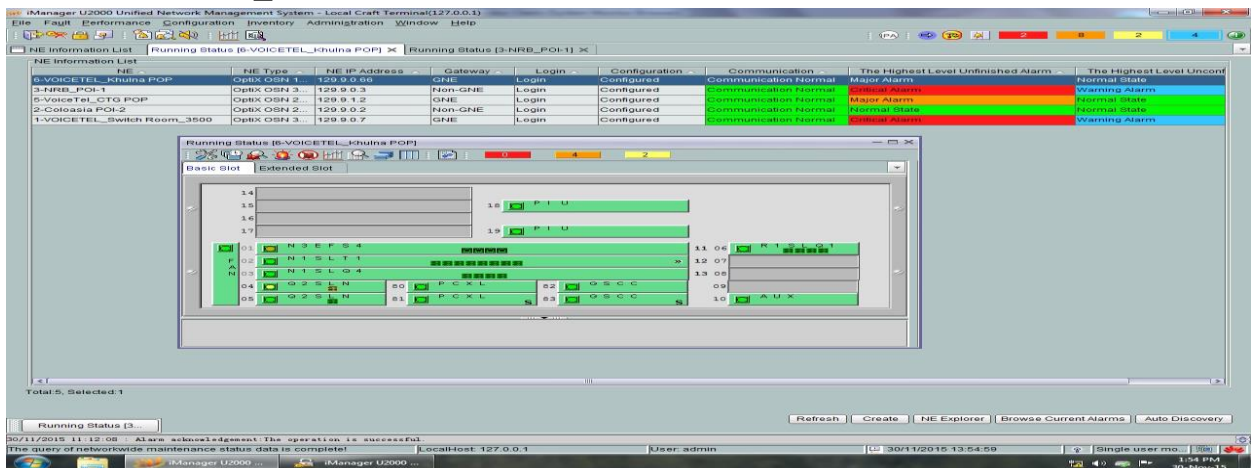 iManager U2000 Unified Network Management System - Local Craft Terminal(127.0.0.1)
File Fault Performance Configuration Inventory Administration Window Help
2 8 2 4
NE Information List Running Status [6-VOICETEL_Khulna POP] Running Status [3-NRB_POI-1]
NE Information List
NE NE Type NE IP Address Gateway Login Configuration Communication The Highest Level Unfinished Alarm The Highest Level Unconf
6-VOICETEL_Khulna POP OptiX OSN 1... 129.9.0.66 GNE Login Configured Communication Normal Major Alarm Normal State
3-NRB_POI-1 OptiX OSN 3... 129.9.0.3 Non-GNE Login Configured Communication Normal Critical Alarm Warning Alarm
5-VoiceTel_CTG POP OptiX OSN 2... 129.9.1.2 GNE Login Configured Communication Normal Major Alarm Normal State
2-Coloasia POI-2 OptiX OSN 2... 129.9.0.2 Non-GNE Login Configured Communication Normal Normal State Normal State
1-VOICETEL_Switch Room_3500 OptiX OSN 3... 129.9.0.7 GNE Login Configured Communication Normal Critical Alarm Warning Alarm
Running Status [6-VOICETEL_Khulna POP]
0 4 2
Basic Slot Extended Slot
14
15 18 PIU
16
17 19 PIU
01 N3EFS4 11 06 R1SLQ1
FAN 02 N1SLT1 12 07
03 N1SLQ4 13 08
04 Q2SLN 80 PCXL 82 GSCC 09
05 Q2SLN 81 PCXL S 83 GSCC S 10 AUX
Total:5, Selected:1
Refresh Create NE Explorer Browse Current Alarms Auto Discovery
Running Status [3...
30/11/2015 11:12:08 : Alarm acknowledgement:The operation is successful.
The query of networkwide maintenance status data is complete! LocalHost: 127.0.0.1 User: admin 30/11/2015 13:54:59 Single user mo...
iManager U2000 ... iManager U2000 ... 1:54 PM
30-Nov-15